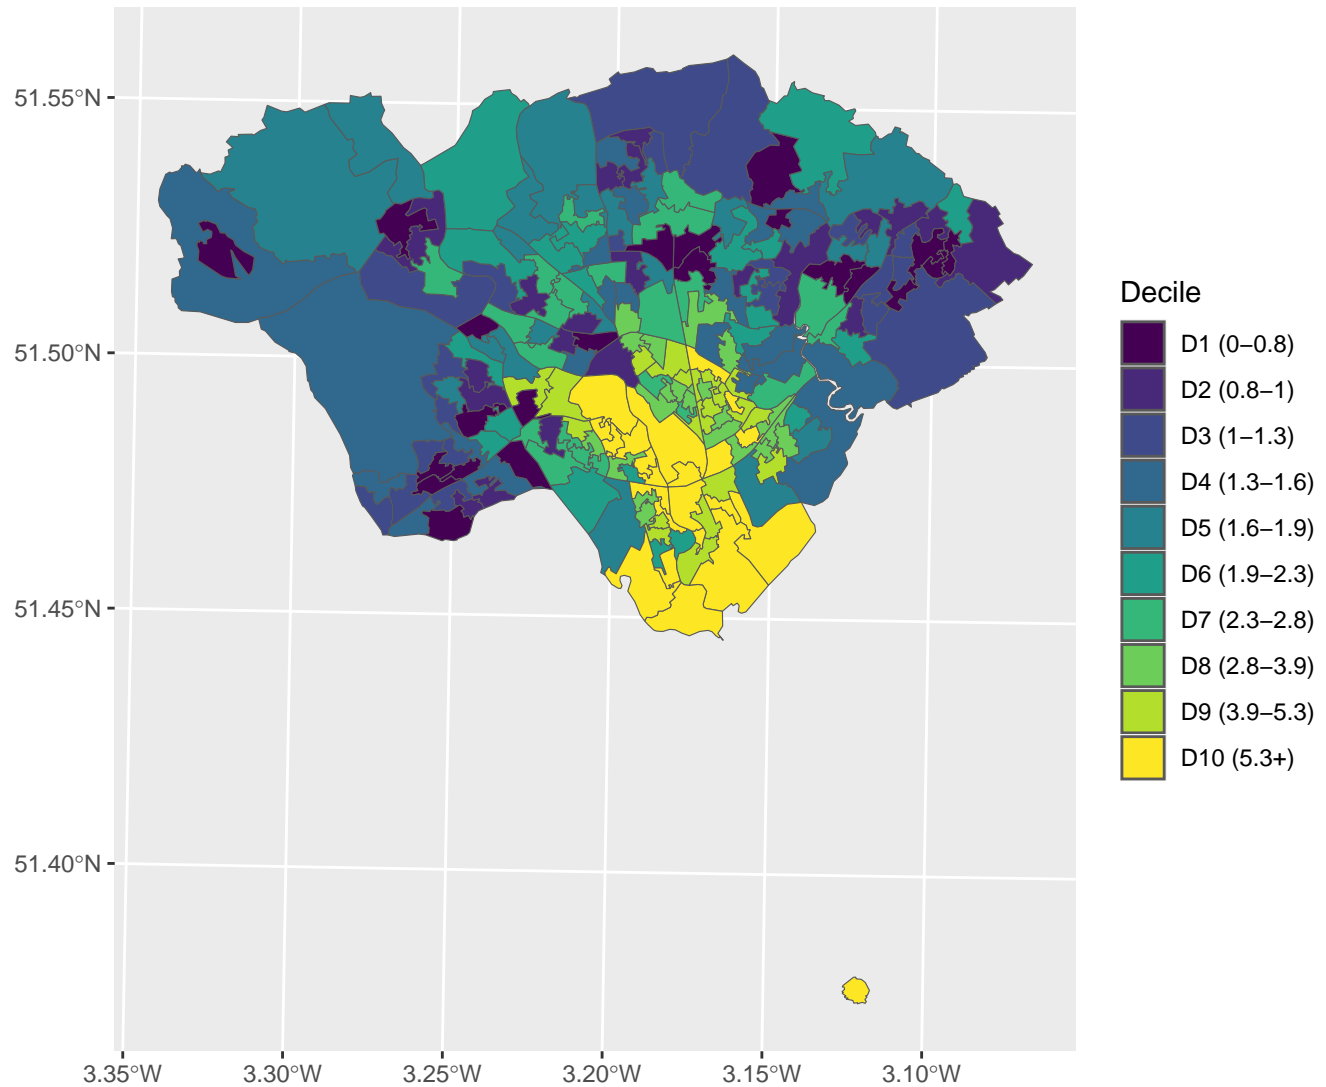 51.55°N
51.50°N
51.45°N
51.40°N
3.35°W
3.30°W
3.25°W
3.20°W
3.15°W
3.10°W
Decile
D1 (0–0.8)
D2 (0.8–1)
D3 (1–1.3)
D4 (1.3–1.6)
D5 (1.6–1.9)
D6 (1.9–2.3)
D7 (2.3–2.8)
D8 (2.8–3.9)
D9 (3.9–5.3)
D10 (5.3+)